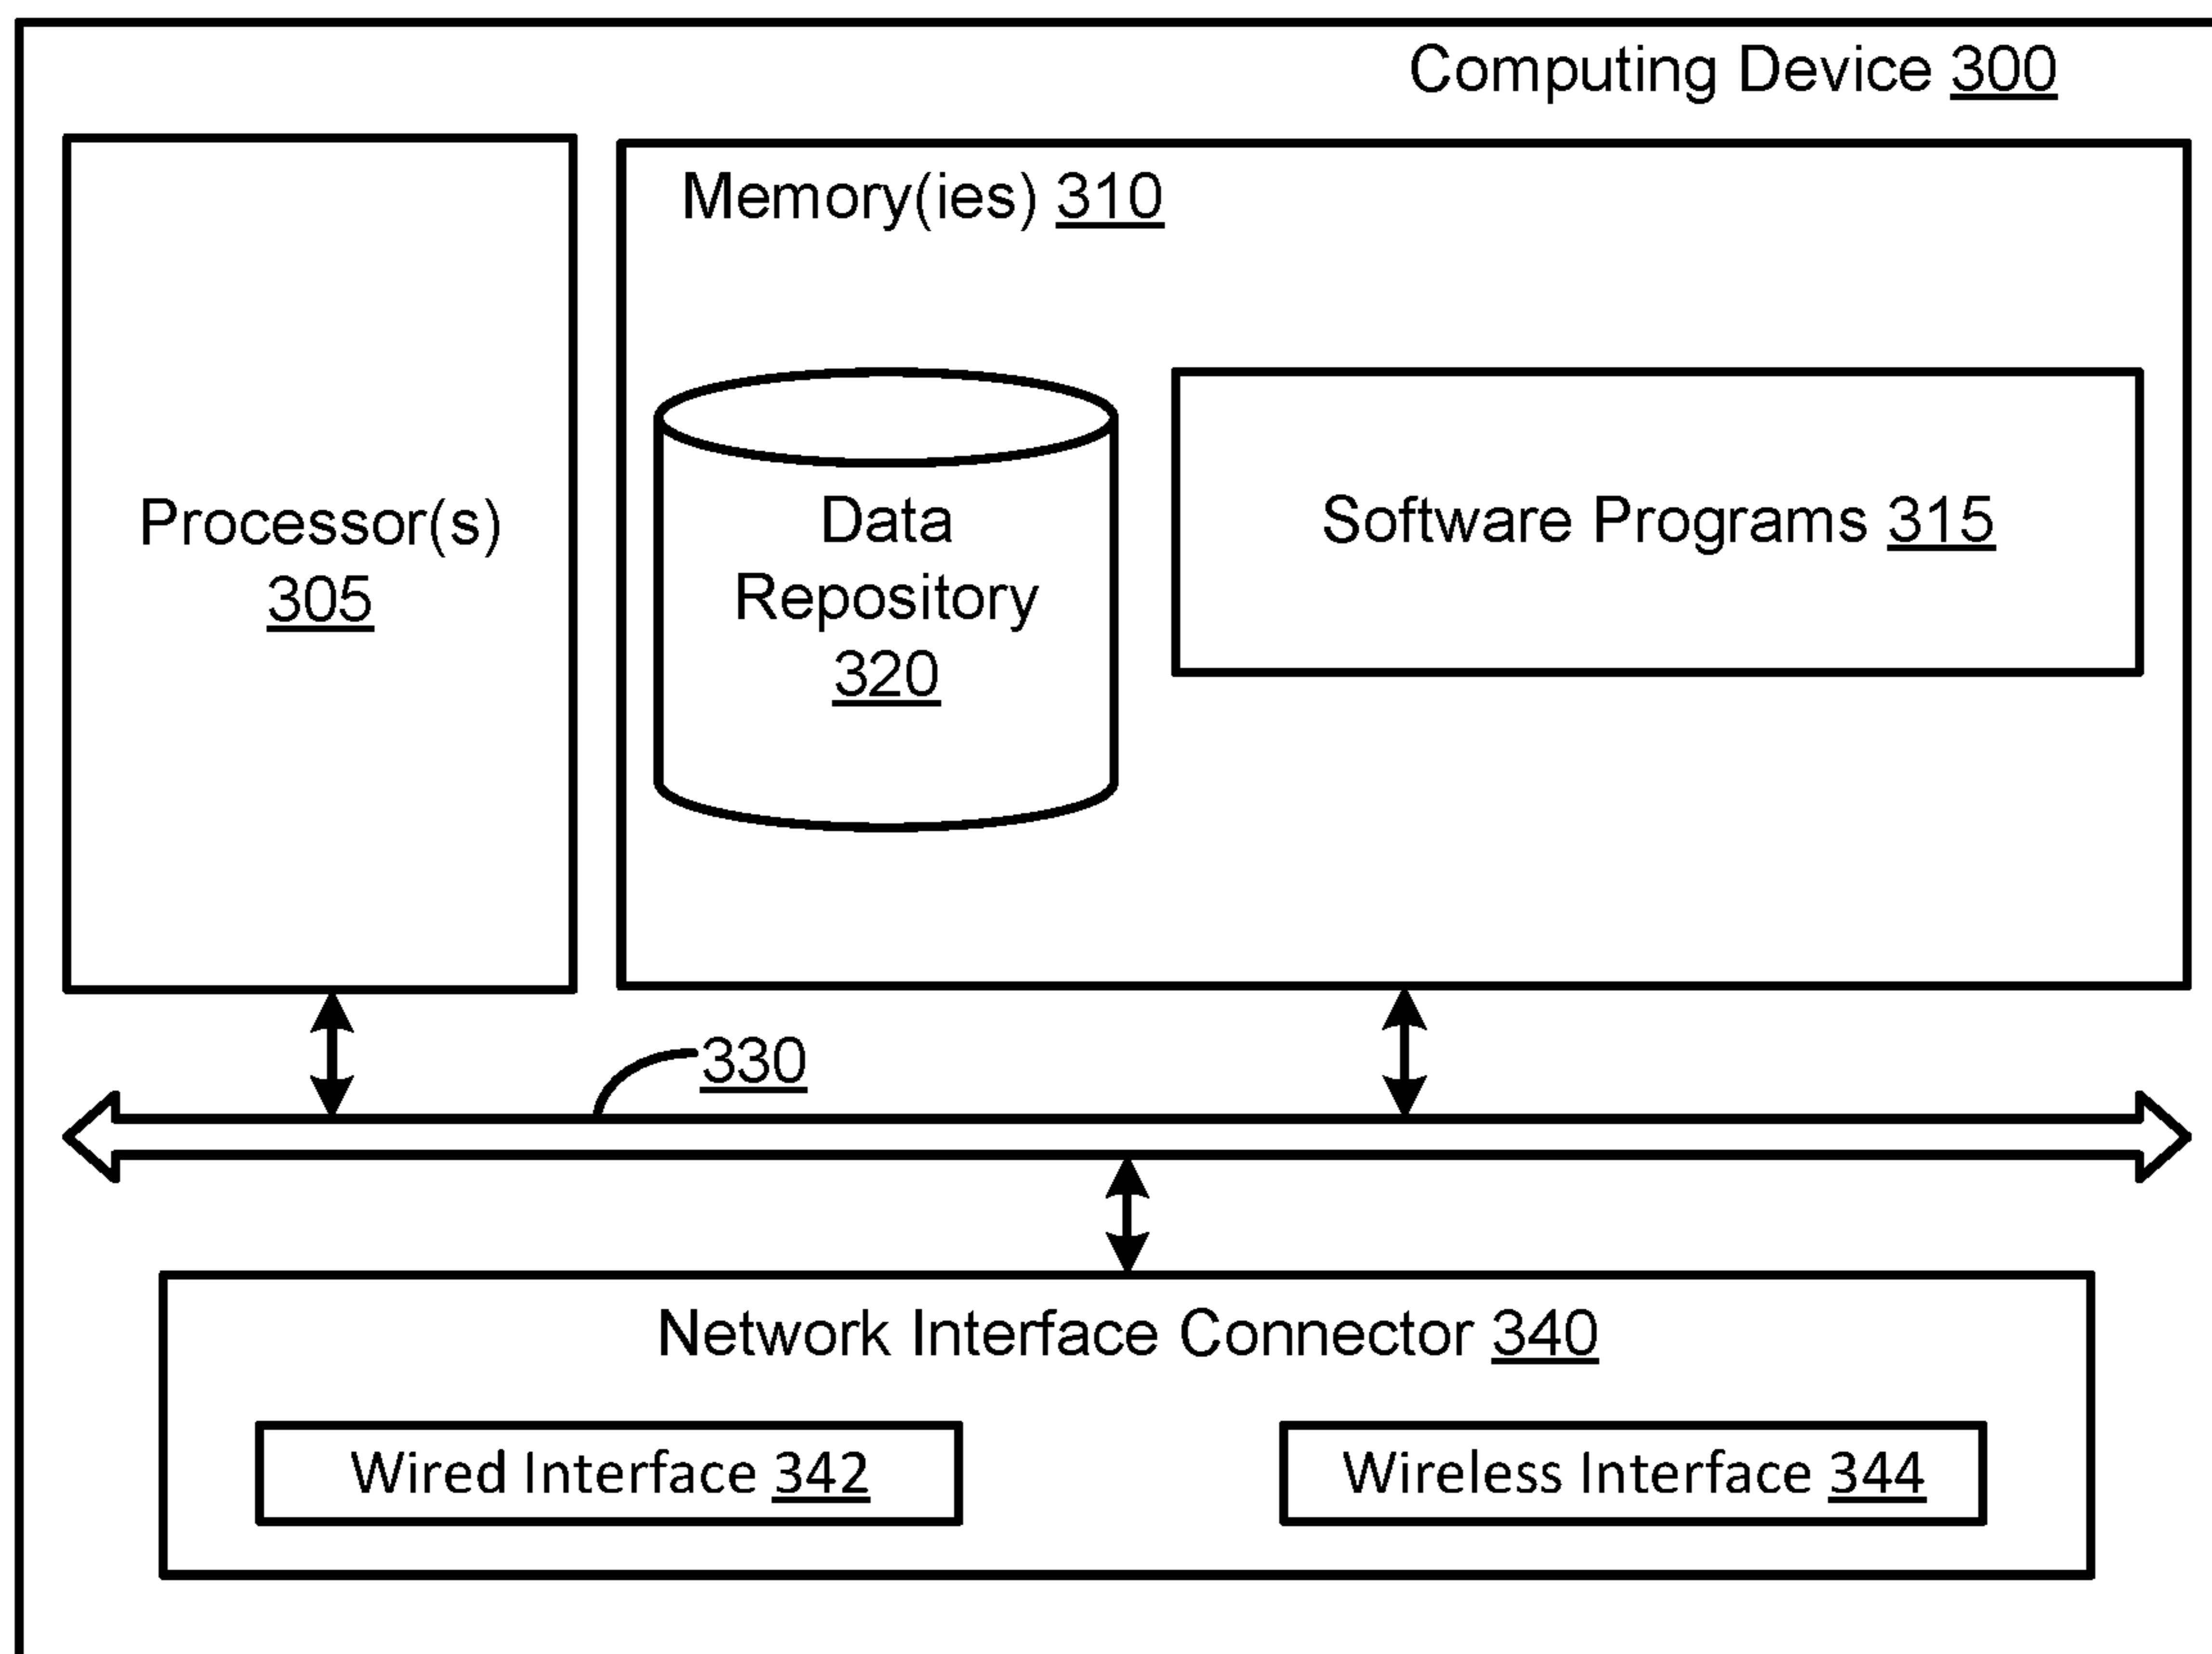 Computing Device 300
Memory(ies) 310
Processor(s)
305
Data
Repository
320
Software Programs 315
330
Network Interface Connector 340
Wired Interface 342
Wireless Interface 344